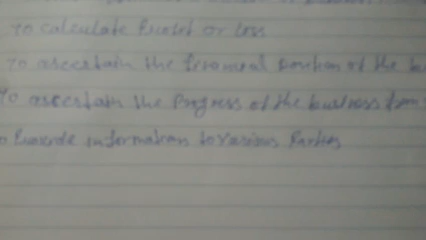 To calculate Profit or loss
To ascertain the financial position of the
To ascertain the Progress of the business from
Provide information to various Parties